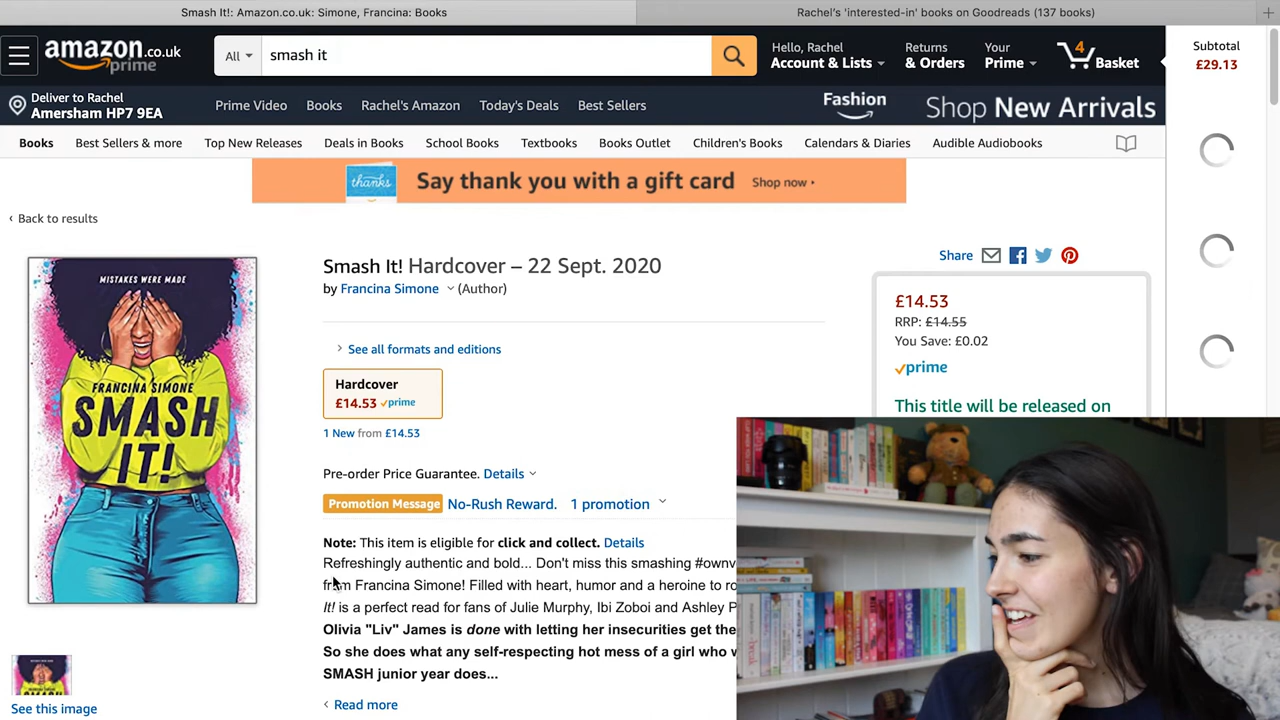 Smash It!: Amazon.co.uk: Simone, Francina: Books
Rachel's 'interested-in' books on Goodreads (137 books)
amazon.co.uk
prime
All
smash it
Hello, Rachel
Account & Lists
Returns
& Orders
Your
Prime
4
Basket
Subtotal
£29.13
Deliver to Rachel
Amersham HP7 9EA
Prime Video
Books
Rachel's Amazon
Today's Deals
Best Sellers
Fashion
Shop New Arrivals
Books
Best Sellers & more
Top New Releases
Deals in Books
School Books
Textbooks
Books Outlet
Children's Books
Calendars & Diaries
Audible Audiobooks
thanks
Say thank you with a gift card
Shop now
Back to results
MISTAKES WERE MADE
FRANCINA SIMONE
SMASH
IT!
Smash It! Hardcover – 22 Sept. 2020
by Francina Simone (Author)
See all formats and editions
Hardcover
£14.53 prime
1 New from £14.53
Share
£14.53
RRP: £14.55
You Save: £0.02
prime
This title will be released on
Pre-order Price Guarantee. Details
Promotion Message No-Rush Reward. 1 promotion
Note: This item is eligible for click and collect. Details
Refreshingly authentic and bold... Don't miss this smashing #ownv
from Francina Simone! Filled with heart, humor and a heroine to ro
It! is a perfect read for fans of Julie Murphy, Ibi Zoboi and Ashley P
Olivia "Liv" James is done with letting her insecurities get the
So she does what any self-respecting hot mess of a girl who w
SMASH junior year does...
Read more
See this image